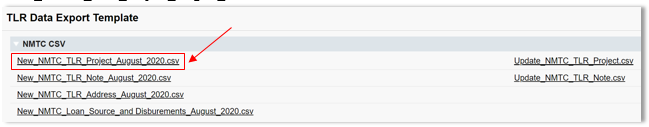 TLR Data Export Template
NMTC CSV
New_NMTC_TLR_Project_August_2020.csv Update_NMTC_TLR_Project.csv
New_NMTC_TLR_Note_August_2020.csv Update_NMTC_TLR_Note.csv
New_NMTC_TLR_Address_August_2020.csv
New_NMTC_Loan_Source_and_Disburements_August_2020.csv